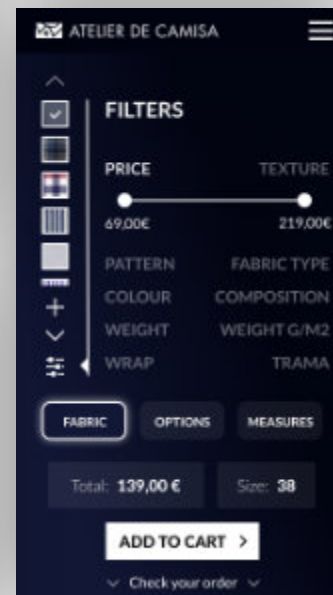 ATELIER DE CAMISA
FILTERS
PRICE TEXTURE
69,00€ 219,00€
PATTERN FABRIC TYPE
COLOUR COMPOSITION
WEIGHT WEIGHT G/M2
WRAP TRAMA
FABRIC OPTIONS MEASURES
Total: 139,00 € Size: 38
ADD TO CART >
Check your order